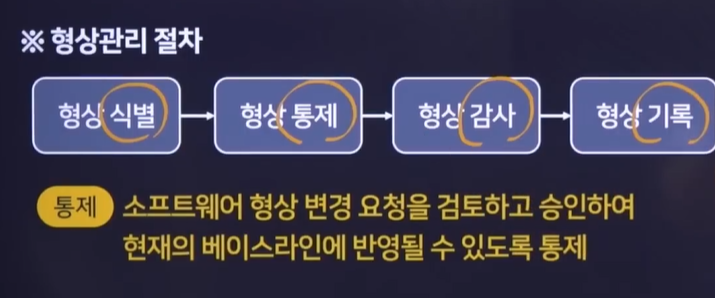 ※ 형상관리 절차
형상 식별 → 형상 통제 → 형상 감사 → 형상 기록
통제 소프트웨어 형상 변경 요청을 검토하고 승인하여
현재의 베이스라인에 반영될 수 있도록 통제